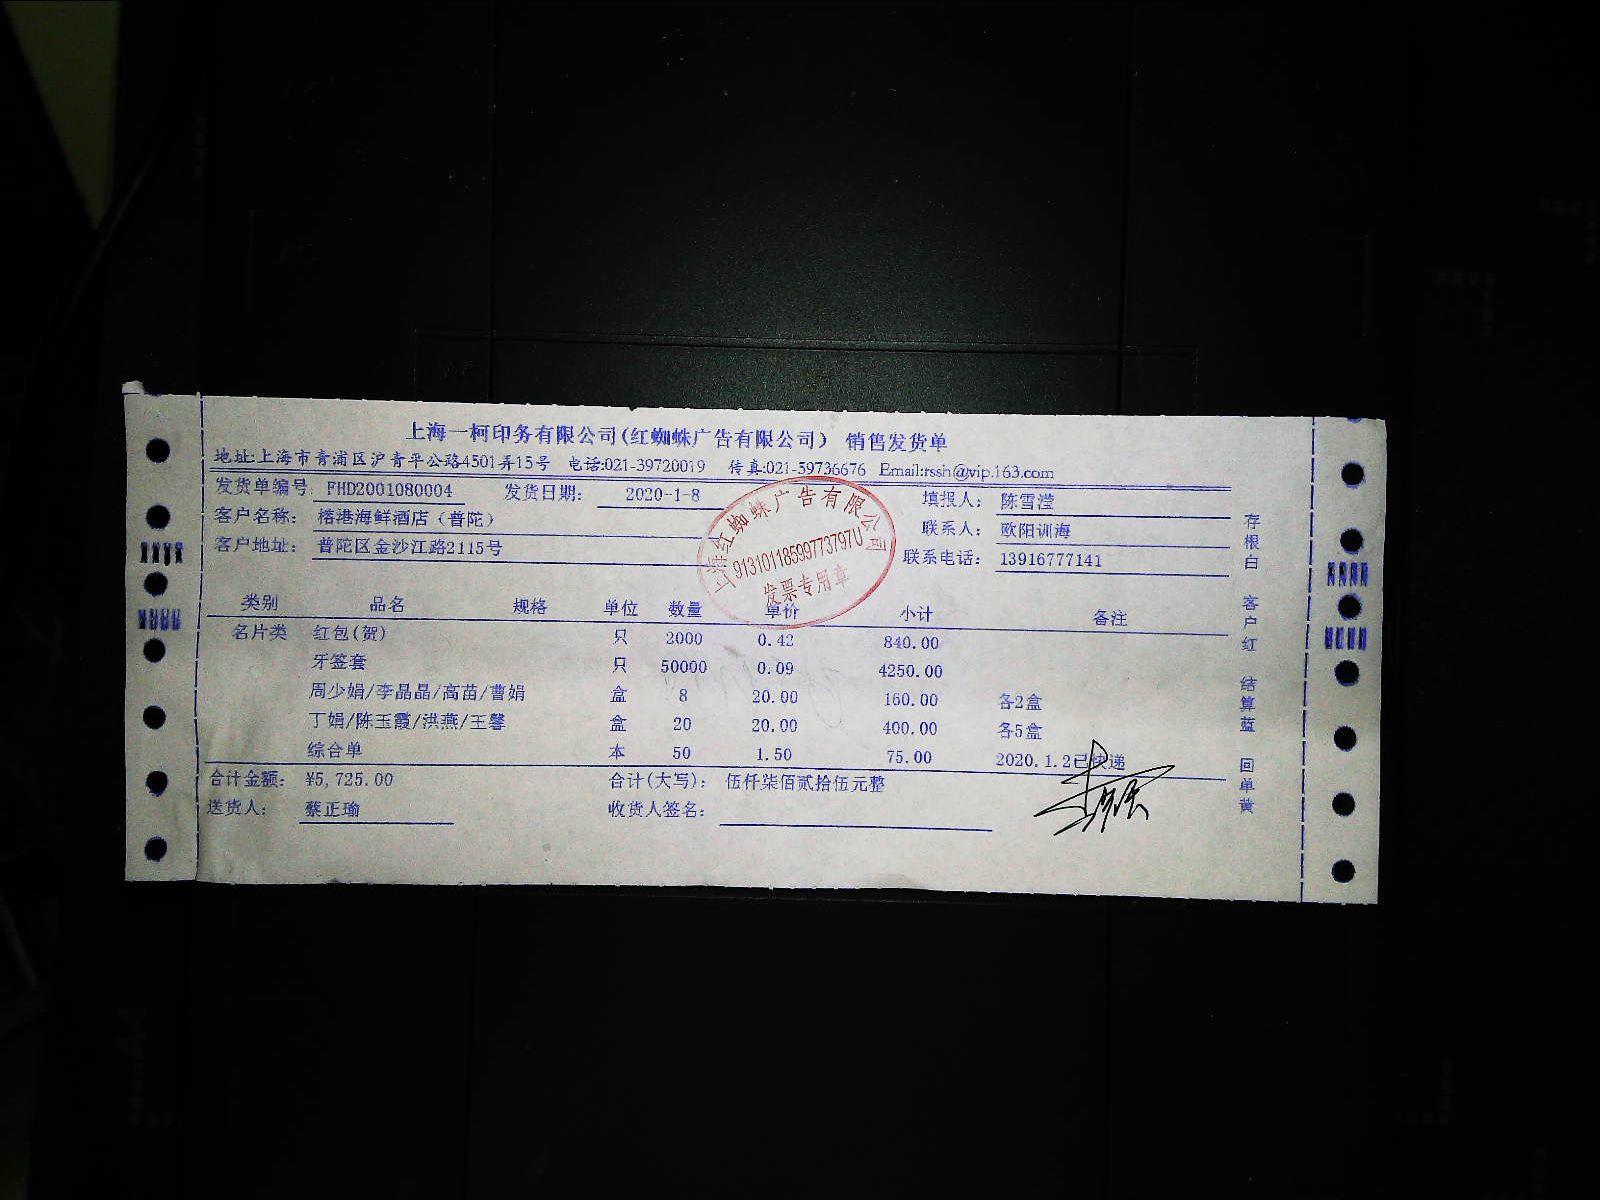 上海一柯印务有限公司(红蜘蛛广告有限公司) 销售发货单
地址:上海市青浦区沪青平公路4501弄15号 电话:021-39720019 传真:021-59736676 Email:rssh@vip.163.com
发货单编号: FHD2001080004 发货日期: 2020-1-8 填报人: 陈雪滢
客户名称: 榕港海鲜酒店(普陀) 联系人: 欧阳训海
客户地址: 普陀区金沙江路2115号 联系电话: 13916777141
上海红蜘蛛广告有限公司
91310118599773797U
发票专用章
类别 品名 规格 单位 数量 单价 小计 备注
名片类 红包(贺) 只 2000 0.42 840.00
牙签套 只 50000 0.09 4250.00
周少娟/李晶晶/高苗/曹娟 盒 8 20.00 160.00 各2盒
丁娟/陈玉霞/洪燕/王馨 盒 20 20.00 400.00 各5盒
综合单 本 50 1.50 75.00 2020.1.2已快递
合计金额: ¥5,725.00 合计(大写): 伍仟柒佰贰拾伍元整
送货人: 蔡正瑜 收货人签名:
存根白 客户红 结算蓝 回单黄